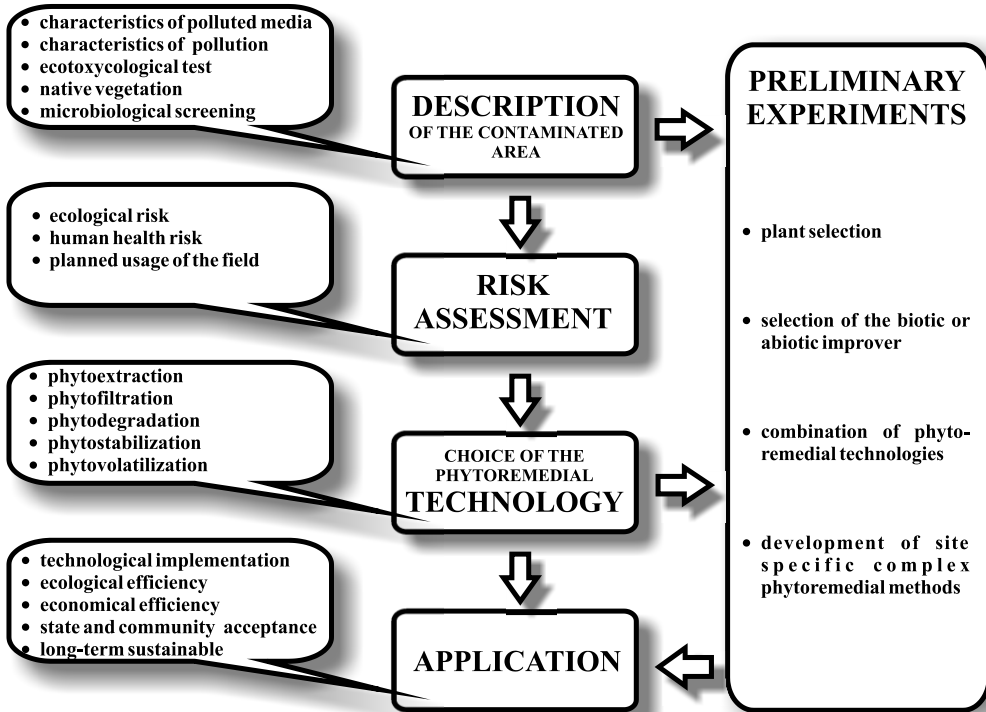 • characteristics of polluted media
• characteristics of pollution
• ecotoxycological test
• native vegetation
• microbiological screening
DESCRIPTION
OF THE CONTAMINATED
AREA
• ecological risk
• human health risk
• planned usage of the field
RISK
ASSESSMENT
• phytoextraction
• phytofiltration
• phytodegradation
• phytostabilization
• phytovolatilization
CHOICE OF THE
PHYTOREMEDIAL
TECHNOLOGY
• technological implementation
• ecological efficiency
• economical efficiency
• state and community acceptance
• long-term sustainable
APPLICATION
PRELIMINARY
EXPERIMENTS
• plant selection
• selection of the biotic or
abiotic improver
• combination of phyto-
remedial technologies
• development of site
specific complex
phytoremedial methods